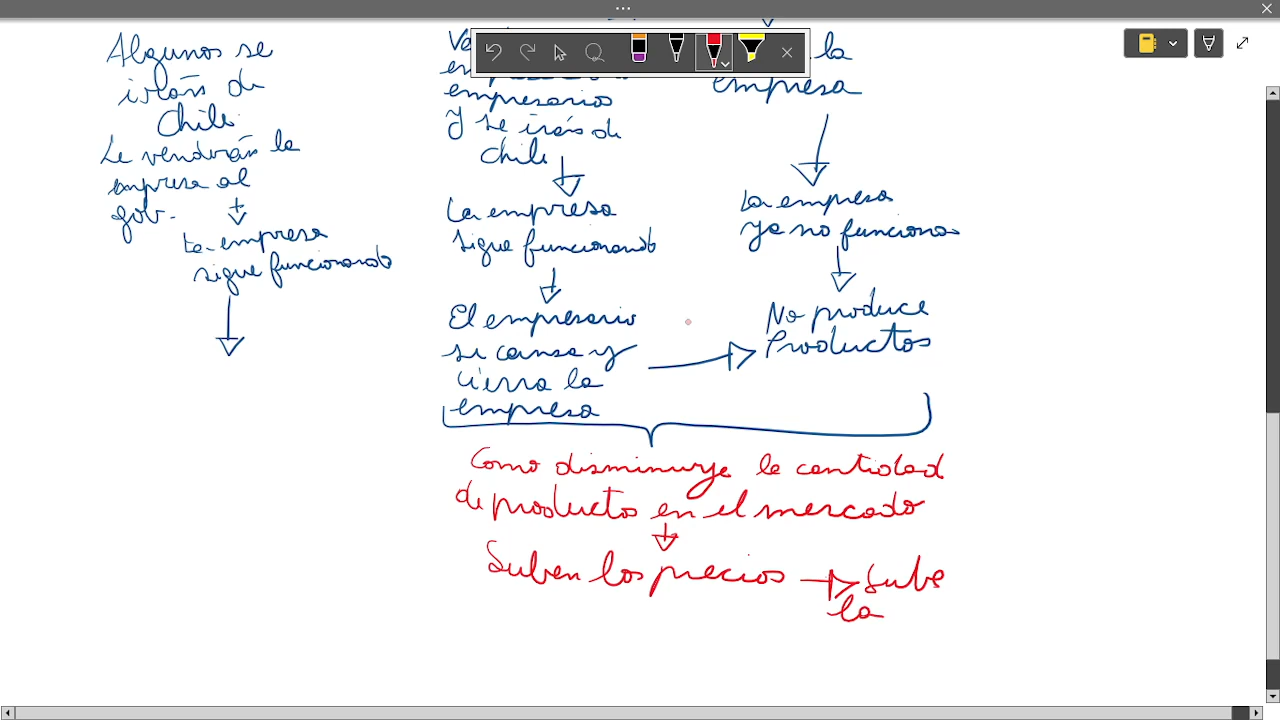 Algunos se
irán de
Chile.
Le venderán la
empresa al
gob.
La empresa
sigue funcionando
empresarios
y se irán de
Chile
La empresa
sigue funcionando
El empresario
se cansa y
cierra la
empresa
la
empresa
La empresa
ya no funciona
No produce
Productos
Como disminuye la cantidad
de productos en el mercado
Suben los precios → Sube
la